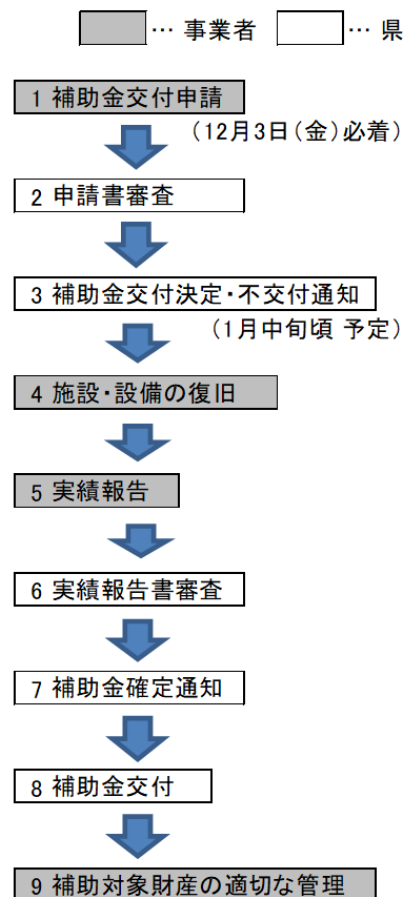 … 事業者 … 県
1 補助金交付申請
（12月3日（金）必着）
2 申請書審査
3 補助金交付決定・不交付通知
（1月中旬頃 予定）
4 施設・設備の復旧
5 実績報告
6 実績報告書審査
7 補助金確定通知
8 補助金交付
9 補助対象財産の適切な管理